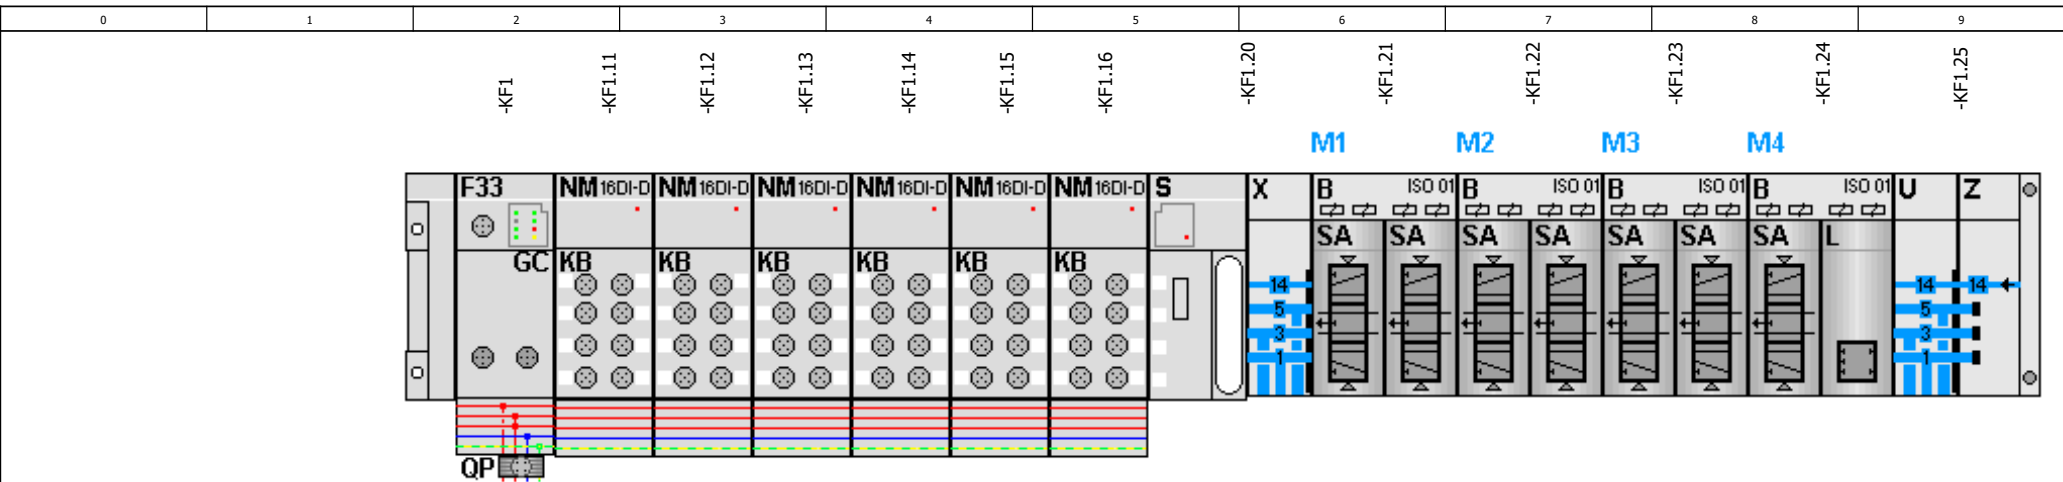 0 1 2 3 4 5 6 7 8 9
-KF1 -KF1.11 -KF1.12 -KF1.13 -KF1.14 -KF1.15 -KF1.16 -KF1.20 -KF1.21 -KF1.22 -KF1.23 -KF1.24 -KF1.25
M1 M2 M3 M4
F33 NM 16DI-D NM 16DI-D NM 16DI-D NM 16DI-D NM 16DI-D NM 16DI-D S X B ISO 01 B ISO 01 B ISO 01 B ISO 01 U Z
SA SA SA SA SA SA SA L
GC KB KB KB KB KB KB
14 14 14
5 5
3 3
1 1
QP